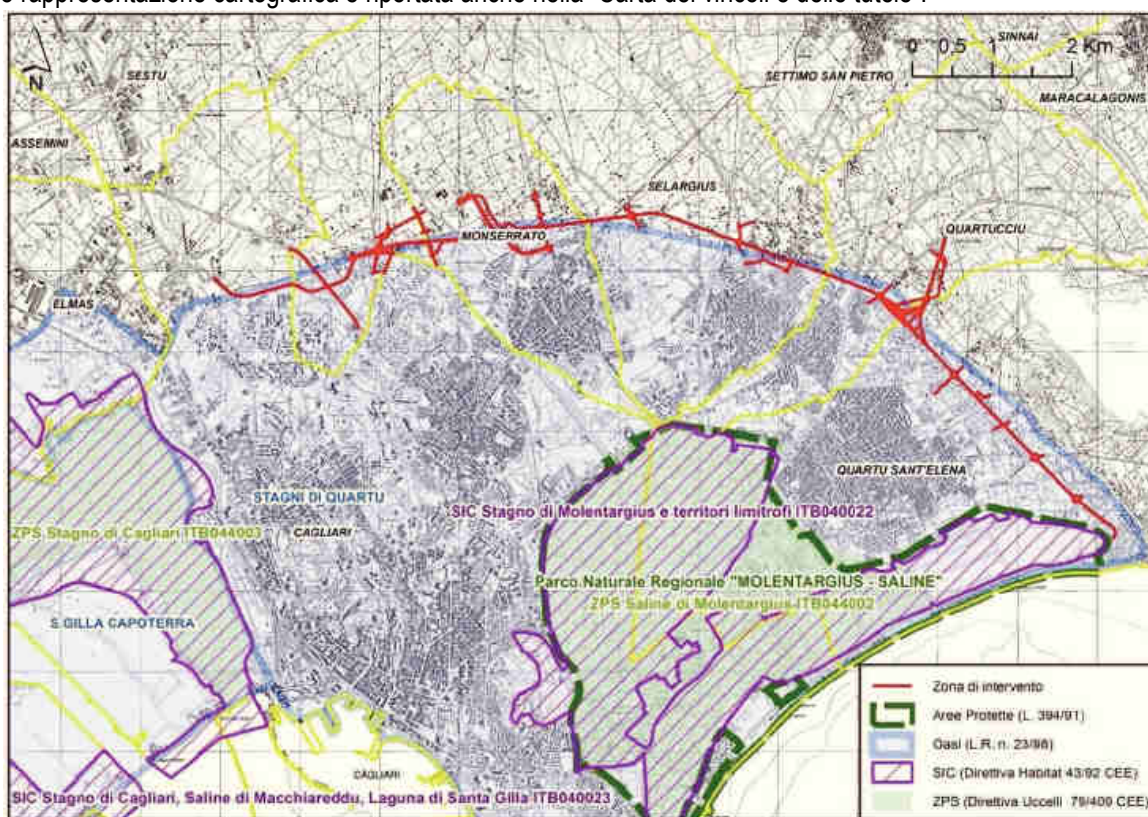 e rappresentazione cartografica è riportata anche nella "Carta dei vincoli e delle tutele".
N
0 0,5 1 2 Km
SINNAI
SESTU
SETTIMO SAN PIETRO
MARACALAGONIS
ASSEMINI
SELARGIUS
MONSERRATO
QUARTUCCIU
ELMAS
QUARTU SANT'ELENA
STAGNI DI QUARTU
SIC Stagno di Molentargius e territori limitrofi ITB040022
ZPS Stagno di Cagliari ITB044003
CAGLIARI
Parco Naturale Regionale "MOLENTARGIUS - SALINE"
ZPS Saline di Molentargius ITB044002
S.GILLA CAPOTERRA
CAGLIARI
SIC Stagno di Cagliari, Saline di Macchiareddu, Laguna di Santa Gilla ITB040023
Zona di intervento
Aree Protette (L. 394/91)
Oasi (L.R. n. 23/98)
SIC (Direttiva Habitat 43/92 CEE)
ZPS (Direttiva Uccelli 79/409 CEE)